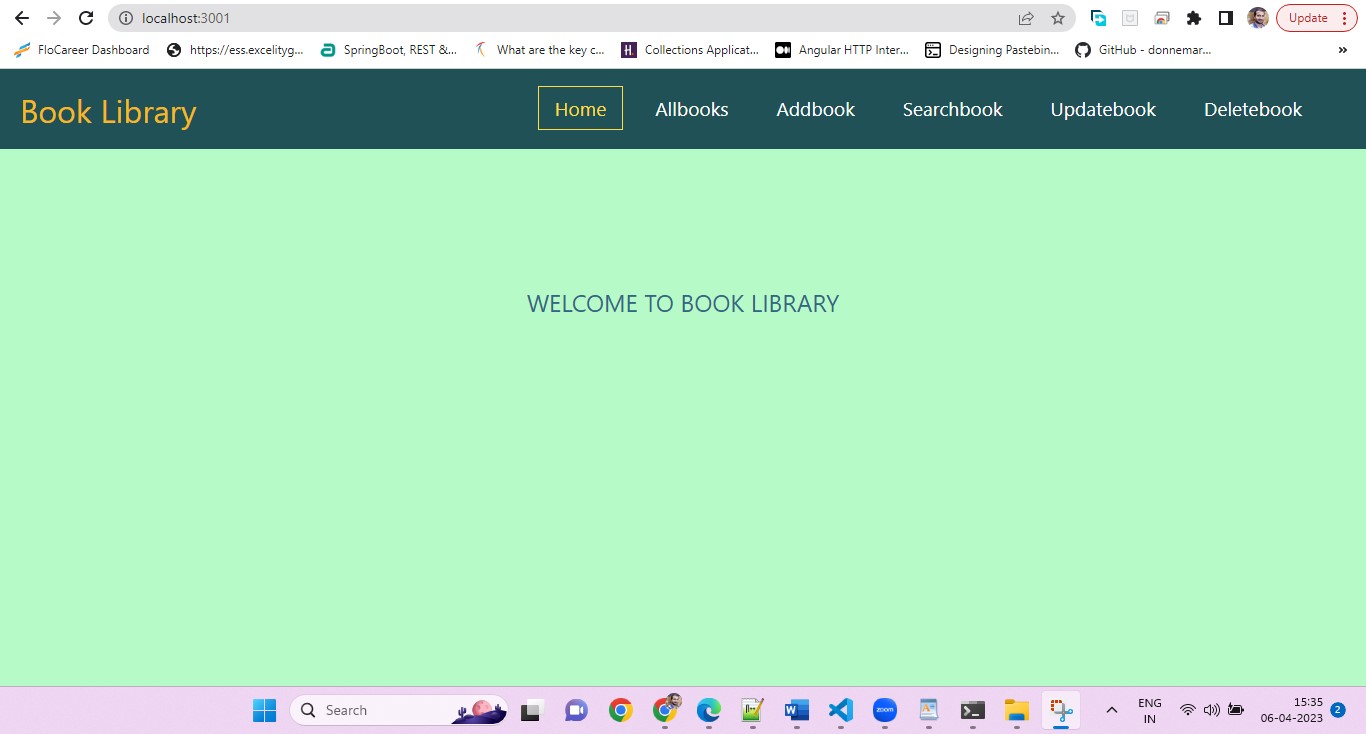 localhost:3001
Update
FloCareer Dashboard
https://ess.excelityg...
SpringBoot, REST &...
What are the key c...
H.
Collections Applicat...
Angular HTTP Inter...
Designing Pastebin...
GitHub - donnemar...
»
Book Library
Home
Allbooks
Addbook
Searchbook
Updatebook
Deletebook
WELCOME TO BOOK LIBRARY
Search
W
zoom
ENG
IN
15:35
06-04-2023
2